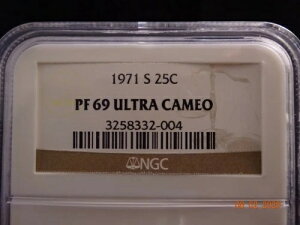 1971 S 25C
PF 69 ULTRA CAMEO
3258332-004
NGC